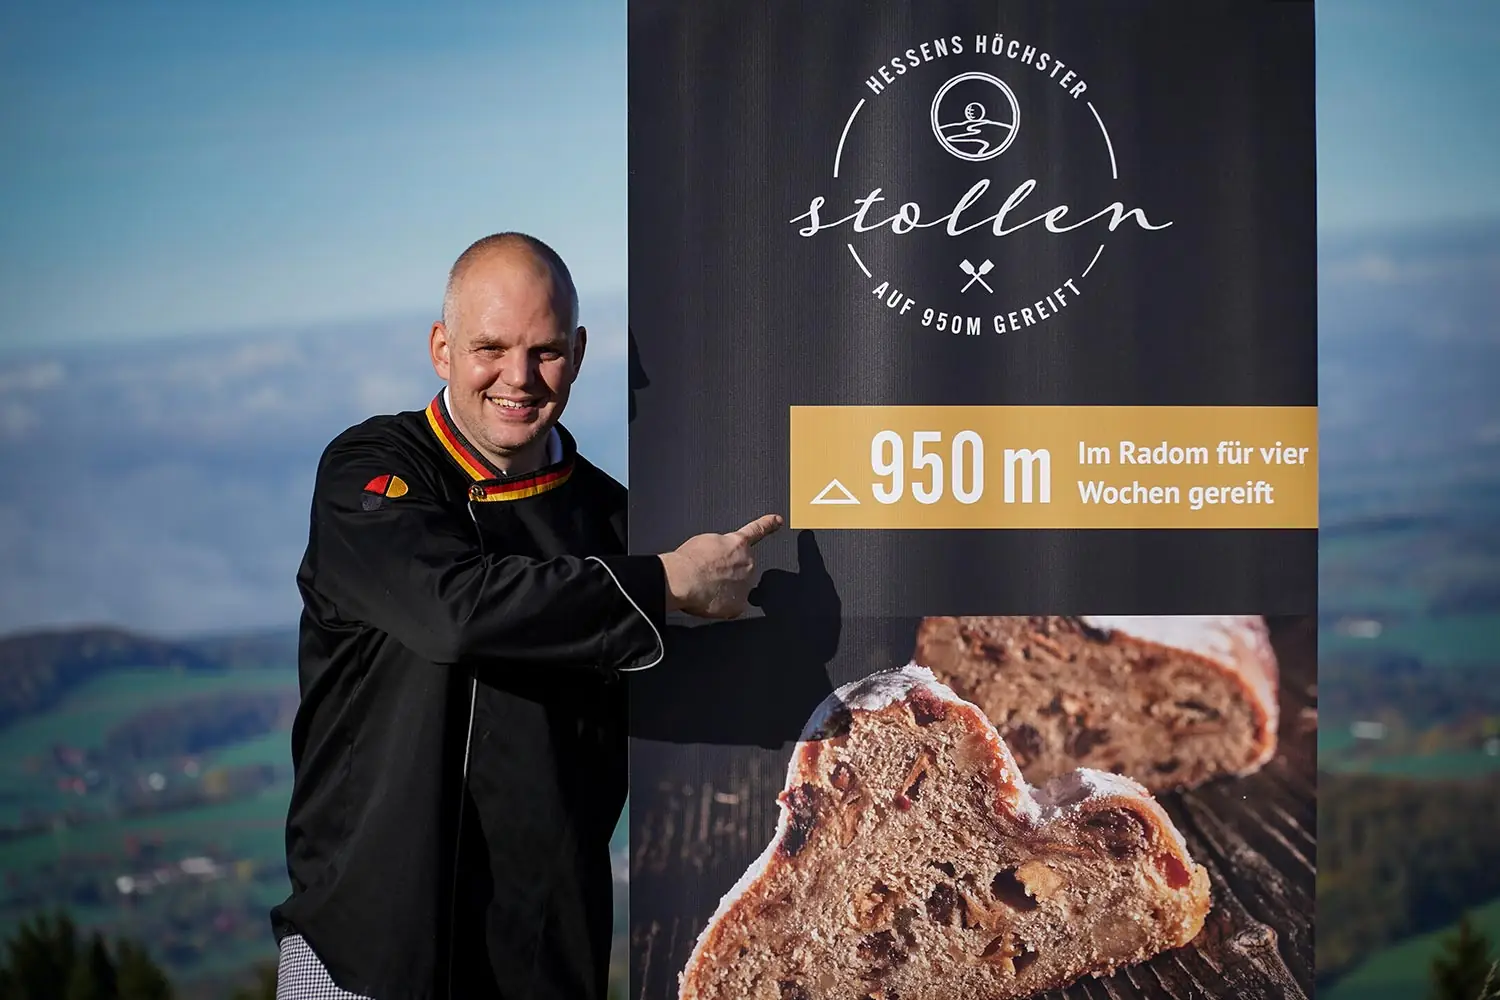 HESSENS HÖCHSTER
stollen
AUF 950M GEREIFT
950 m
Im Radom für vier
Wochen gereift